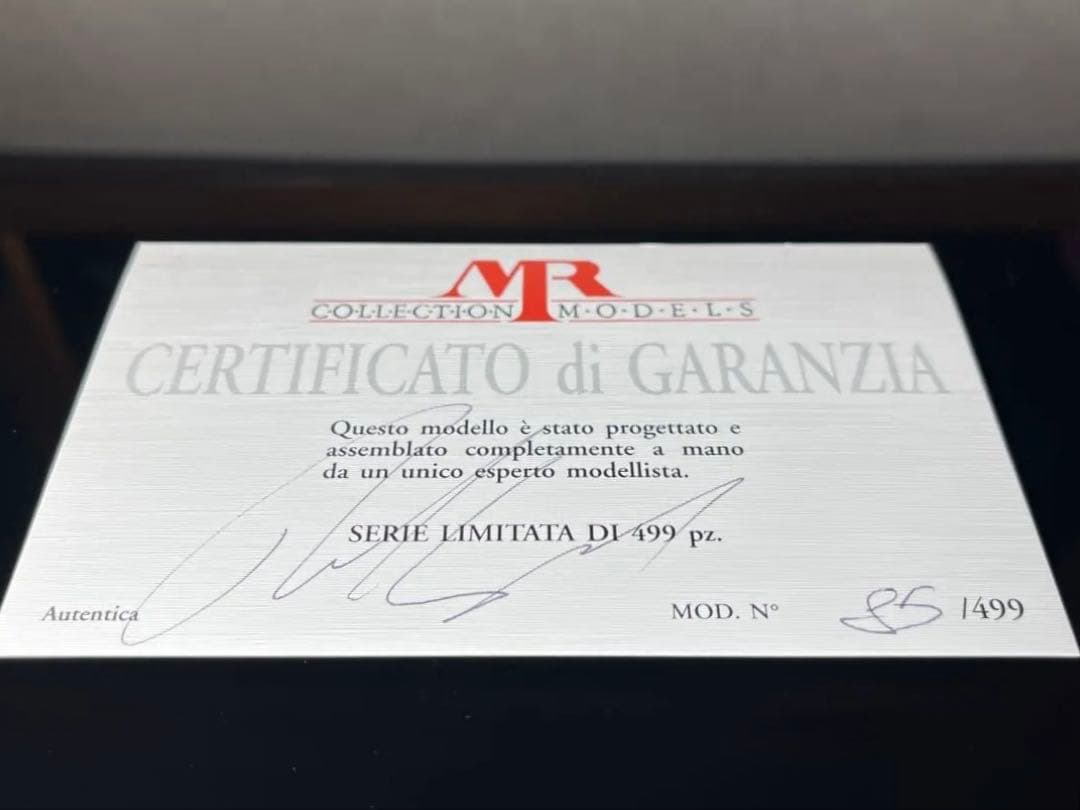 MR
COLLECTION M·O·D·E·L·S
CERTIFICATO di GARANZIA
Questo modello è stato progettato e
assemblato completamente a mano
da un unico esperto modellista.
SERIE LIMITATA DI 499 pz.
Autentica
MOD. N° 85 /499